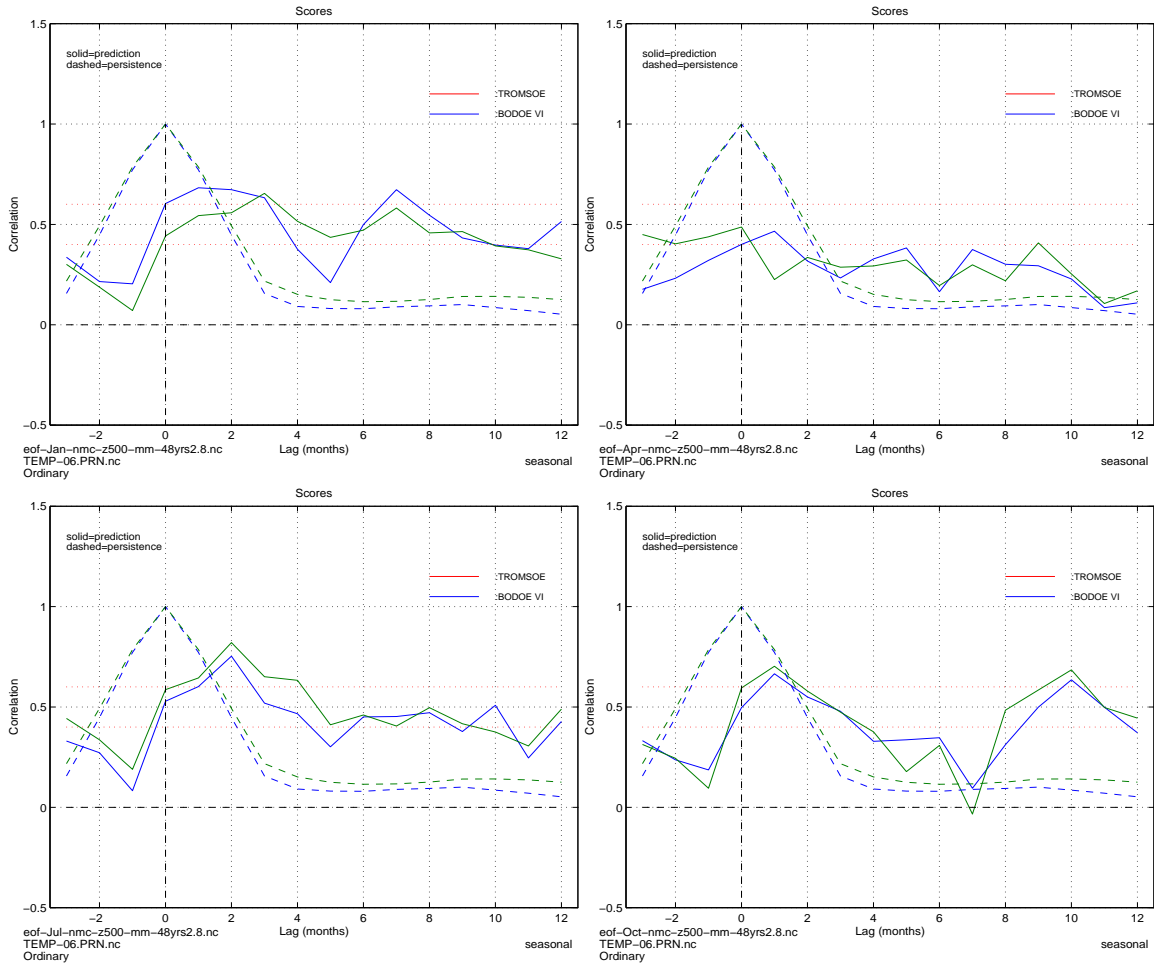 Scores
1.5
solid=prediction
dashed=persistence
:TROMSOE
:BODOE VI
1
0.5
0
−0.5
Correlation
−2 0 2 4 6 8 10 12
Lag (months)
eof−Jan−nmc−z500−mm−48yrs2.8.nc
TEMP−06.PRN.nc
Ordinary
seasonal
Scores
1.5
solid=prediction
dashed=persistence
:TROMSOE
:BODOE VI
1
0.5
0
−0.5
Correlation
−2 0 2 4 6 8 10 12
Lag (months)
eof−Apr−nmc−z500−mm−48yrs2.8.nc
TEMP−06.PRN.nc
Ordinary
seasonal
Scores
1.5
solid=prediction
dashed=persistence
:TROMSOE
:BODOE VI
1
0.5
0
−0.5
Correlation
−2 0 2 4 6 8 10 12
Lag (months)
eof−Jul−nmc−z500−mm−48yrs2.8.nc
TEMP−06.PRN.nc
Ordinary
seasonal
Scores
1.5
solid=prediction
dashed=persistence
:TROMSOE
:BODOE VI
1
0.5
0
−0.5
Correlation
−2 0 2 4 6 8 10 12
Lag (months)
eof−Oct−nmc−z500−mm−48yrs2.8.nc
TEMP−06.PRN.nc
Ordinary
seasonal